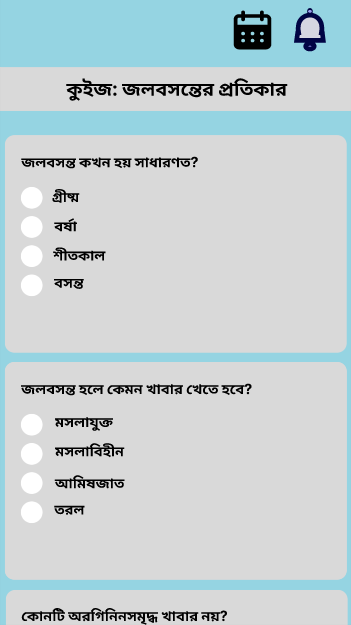 কুইজ: জলবসন্তের প্রতিকার
জলবসন্ত কখন হয় সাধারণত?
গ্রীষ্ম
বর্ষা
শীতকাল
বসন্ত
জলবসন্ত হলে কেমন খাবার খেতে হবে?
মসলাযুক্ত
মসলাবিহীন
আমিষজাত
তরল
কোনটি অরগিনিনসমৃদ্ধ খাবার নয়?